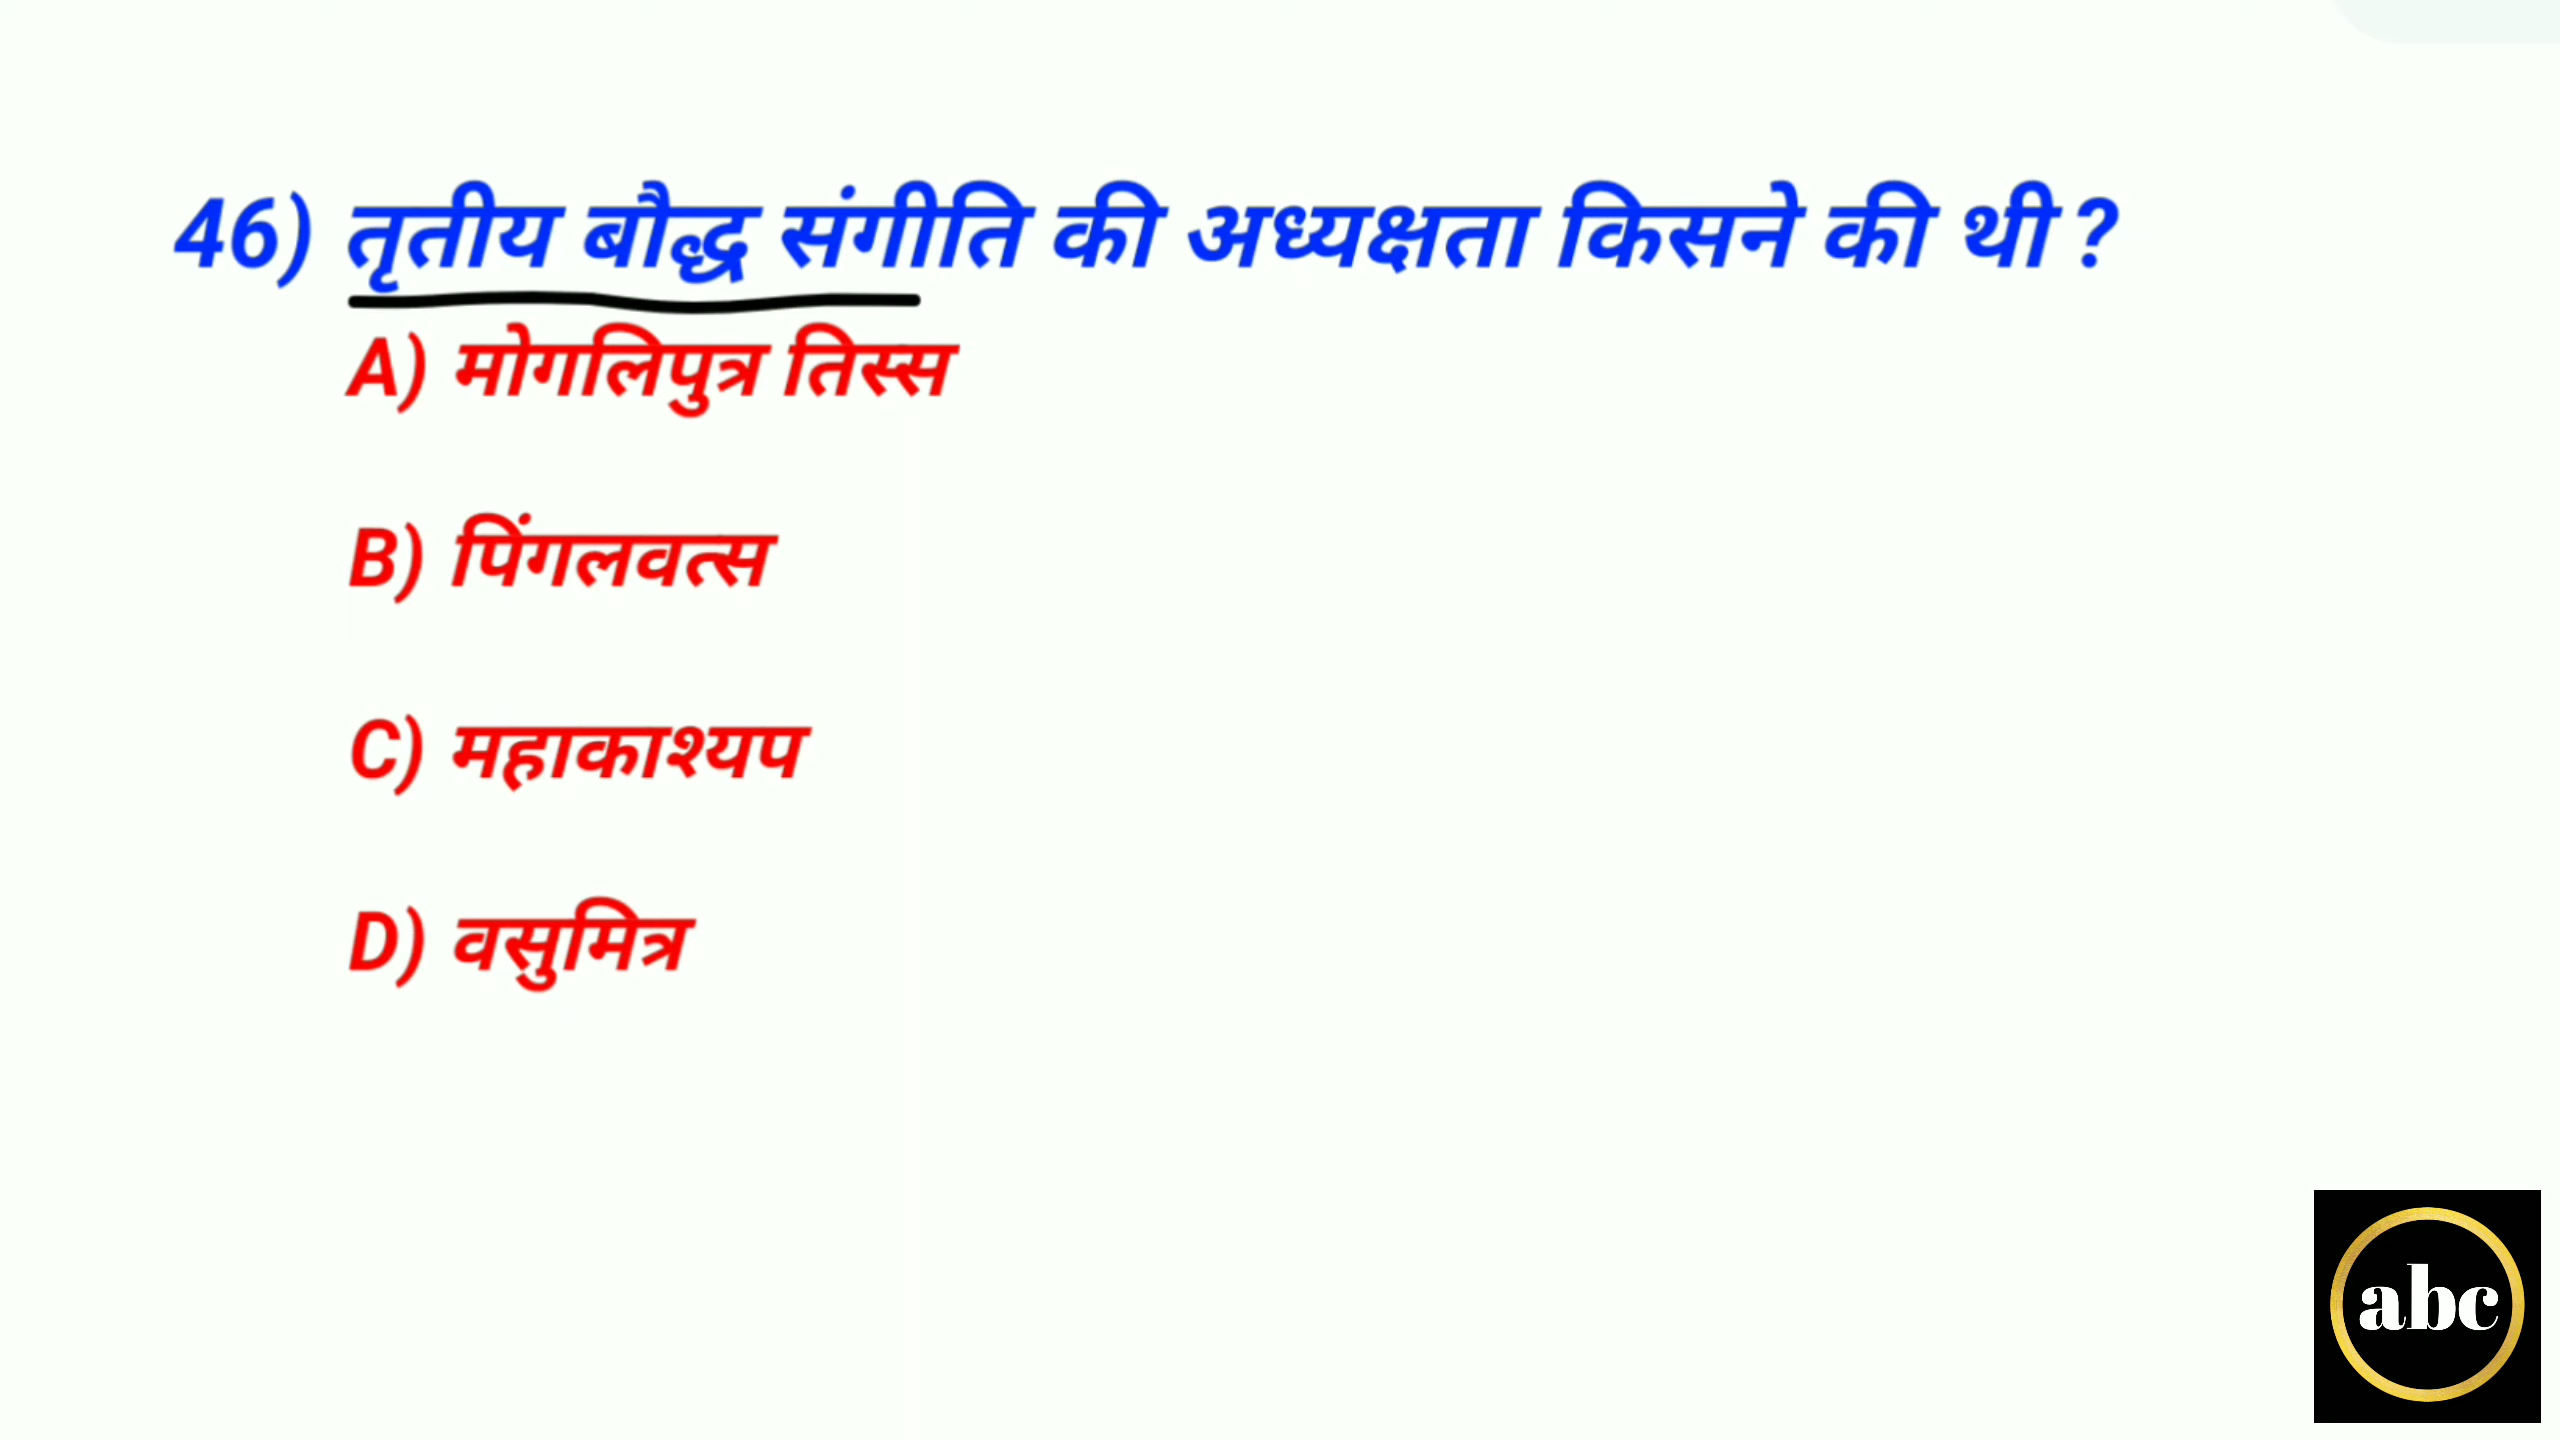 46) तृतीय बौद्ध संगीति की अध्यक्षता किसने की थी ?
A) मोगलिपुत्र तिस्स
B) पिंगलवत्स
C) महाकाश्यप
D) वसुमित्र
abc